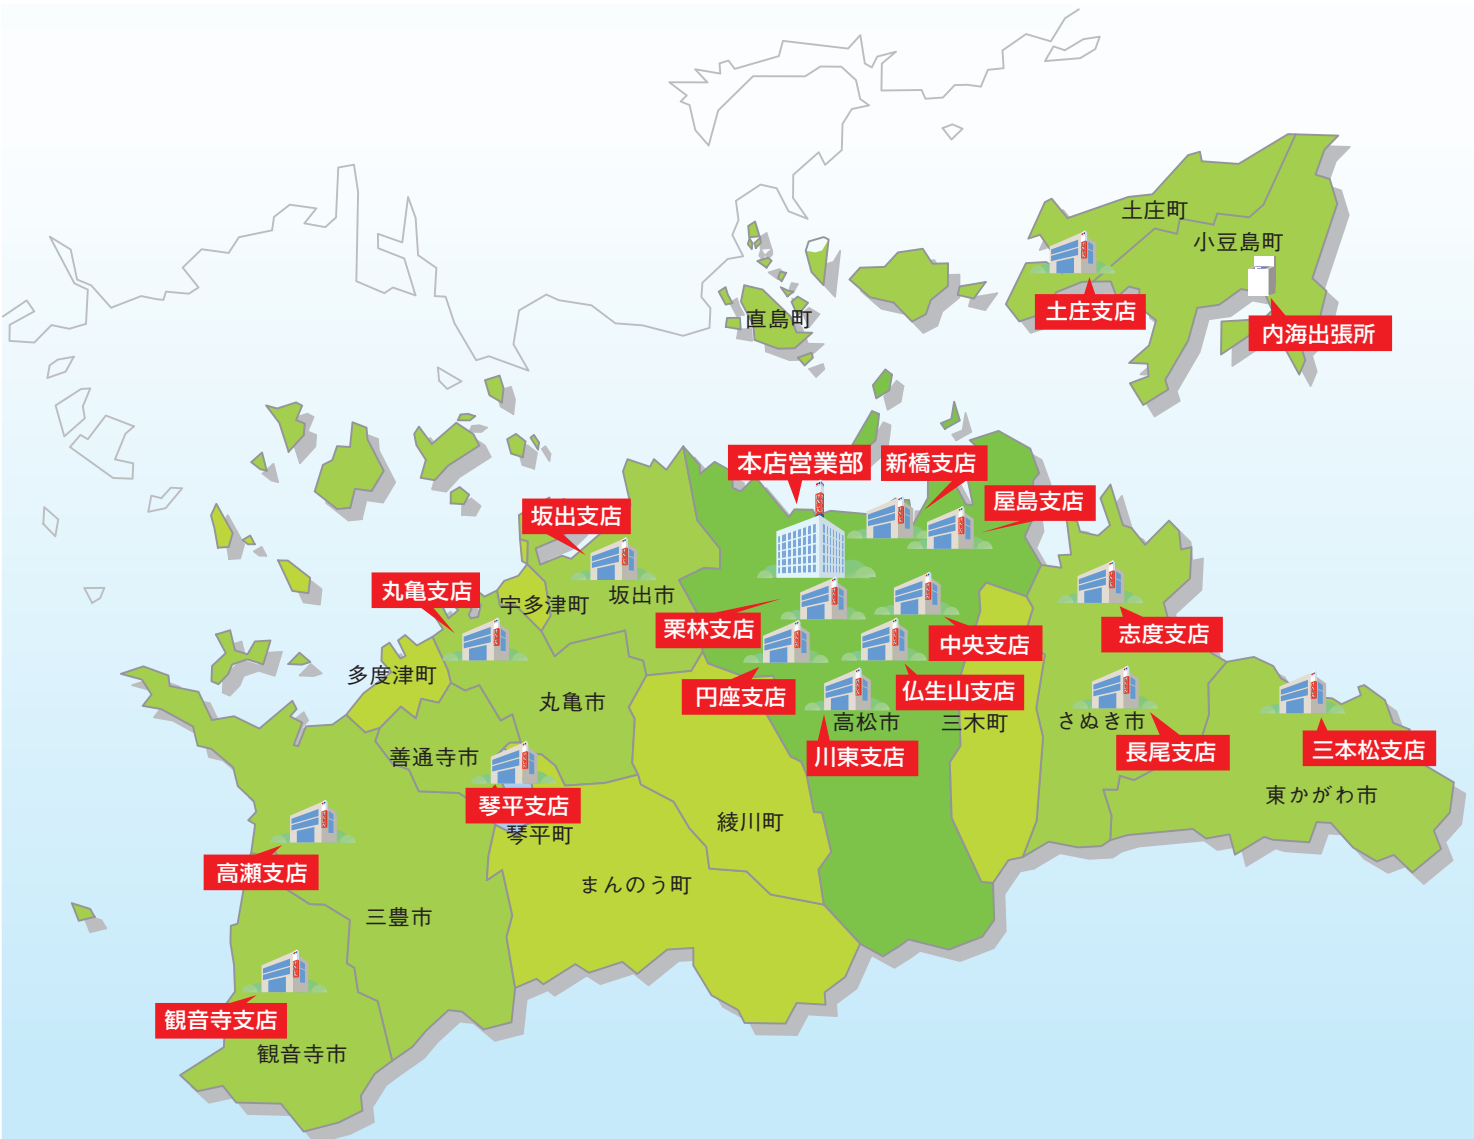 土庄町
小豆島町
土庄支店
直島町
内海出張所
本店営業部
新橋支店
屋島支店
坂出支店
丸亀支店
宇多津町
坂出市
栗林支店
志度支店
中央支店
多度津町
丸亀市
円座支店
仏生山支店
高松市
三木町
さぬき市
善通寺市
川東支店
長尾支店
三本松支店
琴平支店
東かがわ市
琴平町
綾川町
高瀬支店
まんのう町
三豊市
観音寺支店
観音寺市